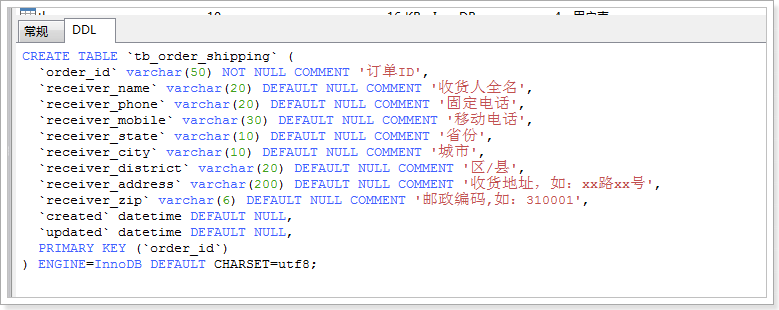 常规 DDL
CREATE TABLE `tb_order_shipping` (
  `order_id` varchar(50) NOT NULL COMMENT '订单ID',
  `receiver_name` varchar(20) DEFAULT NULL COMMENT '收货人全名',
  `receiver_phone` varchar(20) DEFAULT NULL COMMENT '固定电话',
  `receiver_mobile` varchar(30) DEFAULT NULL COMMENT '移动电话',
  `receiver_state` varchar(10) DEFAULT NULL COMMENT '省份',
  `receiver_city` varchar(10) DEFAULT NULL COMMENT '城市',
  `receiver_district` varchar(20) DEFAULT NULL COMMENT '区/县',
  `receiver_address` varchar(200) DEFAULT NULL COMMENT '收货地址，如：xx路xx号',
  `receiver_zip` varchar(6) DEFAULT NULL COMMENT '邮政编码,如：310001',
  `created` datetime DEFAULT NULL,
  `updated` datetime DEFAULT NULL,
  PRIMARY KEY (`order_id`)
) ENGINE=InnoDB DEFAULT CHARSET=utf8;